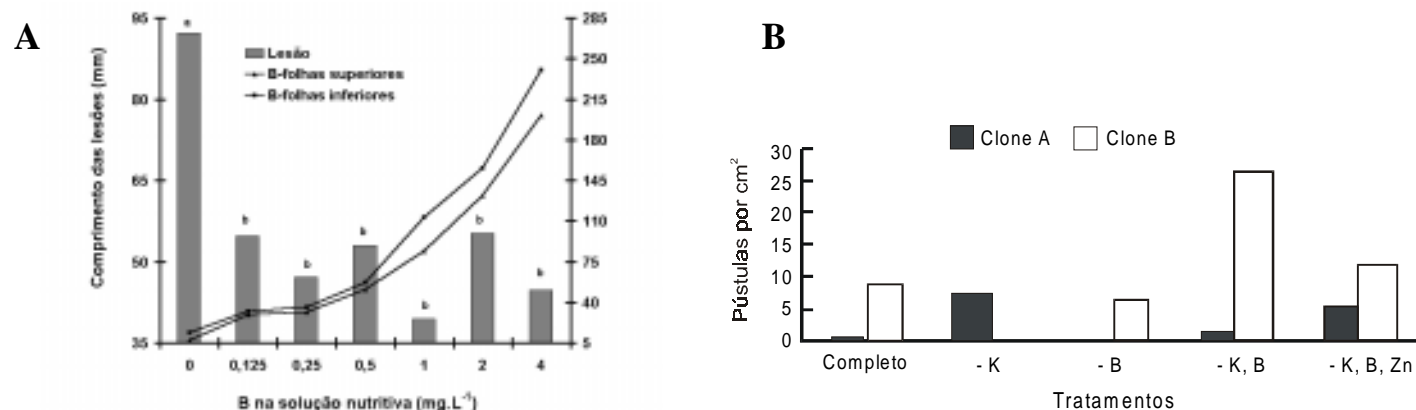 A
Comprimento das lesões (mm)
95
80
65
50
35
a
b
b
b
b
b
b
Lesão
B-folhas superiores
B-folhas inferiores
285
250
215
180
145
110
75
40
5
0 0,125 0,25 0,5 1 2 4
B na solução nutritiva (mg.L-1)
B
Clone A Clone B
Pústulas por cm2
30
25
20
15
10
5
0
Completo - K - B - K, B - K, B, Zn
Tratamentos